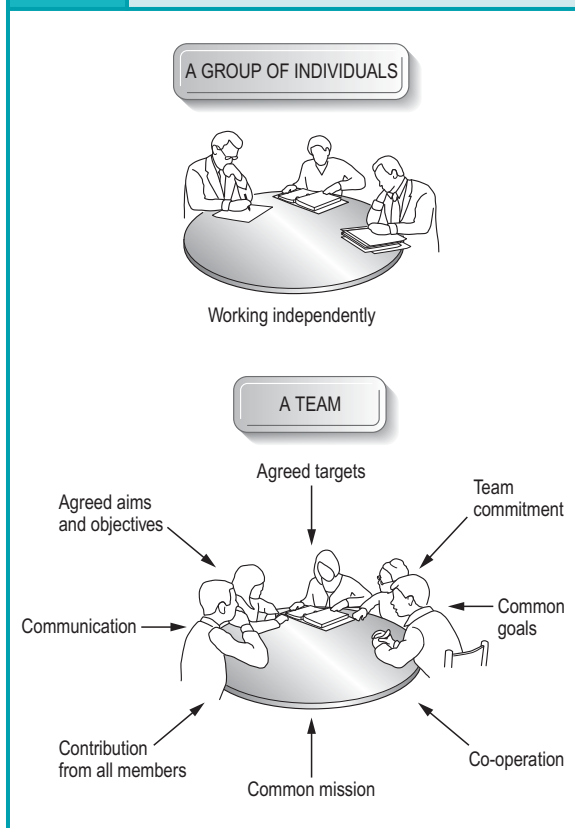 A GROUP OF INDIVIDUALS
Working independently
A TEAM
Agreed targets
Agreed aims
and objectives
Team
commitment
Communication
Common
goals
Contribution
from all members
Co-operation
Common mission